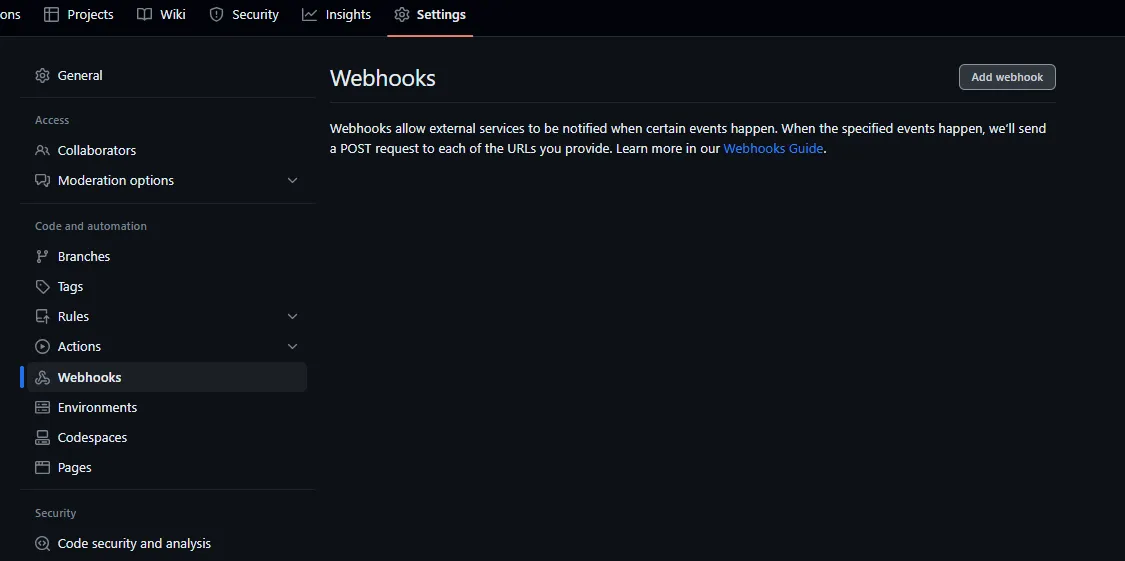 ons
Projects
Wiki
Security
Insights
Settings
General
Access
Collaborators
Moderation options
Code and automation
Branches
Tags
Rules
Actions
Webhooks
Environments
Codespaces
Pages
Security
Code security and analysis
Webhooks
Add webhook
Webhooks allow external services to be notified when certain events happen. When the specified events happen, we'll send
a POST request to each of the URLs you provide. Learn more in our Webhooks Guide.